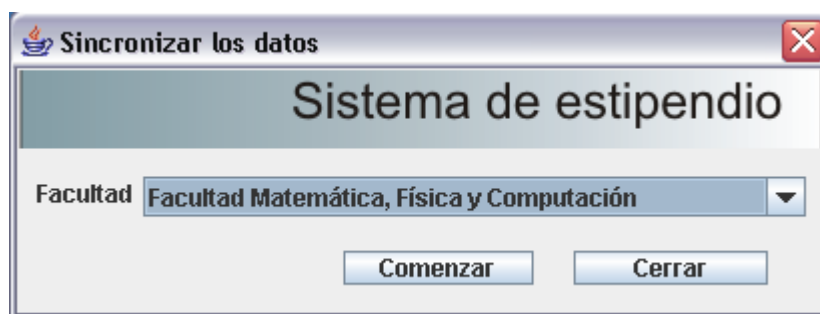 Sincronizar los datos
Sistema de estipendio
Facultad Facultad Matemática, Física y Computación
Comenzar Cerrar